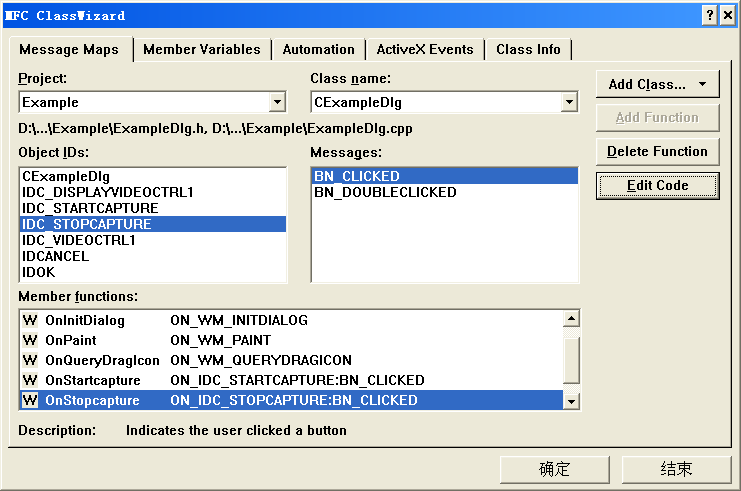 MFC ClassWizard
Message Maps Member Variables Automation ActiveX Events Class Info
Project: Class name:
Example CExampleDlg Add Class...
D:\...\Example\ExampleDlg.h, D:\...\Example\ExampleDlg.cpp Add Function
Object IDs: Messages: Delete Function
CExampleDlg BN_CLICKED Edit Code
IDC_DISPLAYVIDEOCTRL1 BN_DOUBLECLICKED
IDC_STARTCAPTURE
IDC_STOPCAPTURE
IDC_VIDEOCTRL1
IDCANCEL
IDOK
Member functions:
W OnInitDialog ON_WM_INITDIALOG
W OnPaint ON_WM_PAINT
W OnQueryDragIcon ON_WM_QUERYDRAGICON
W OnStartcapture ON_IDC_STARTCAPTURE:BN_CLICKED
W OnStopcapture ON_IDC_STOPCAPTURE:BN_CLICKED
Description: Indicates the user clicked a button
确定 结束